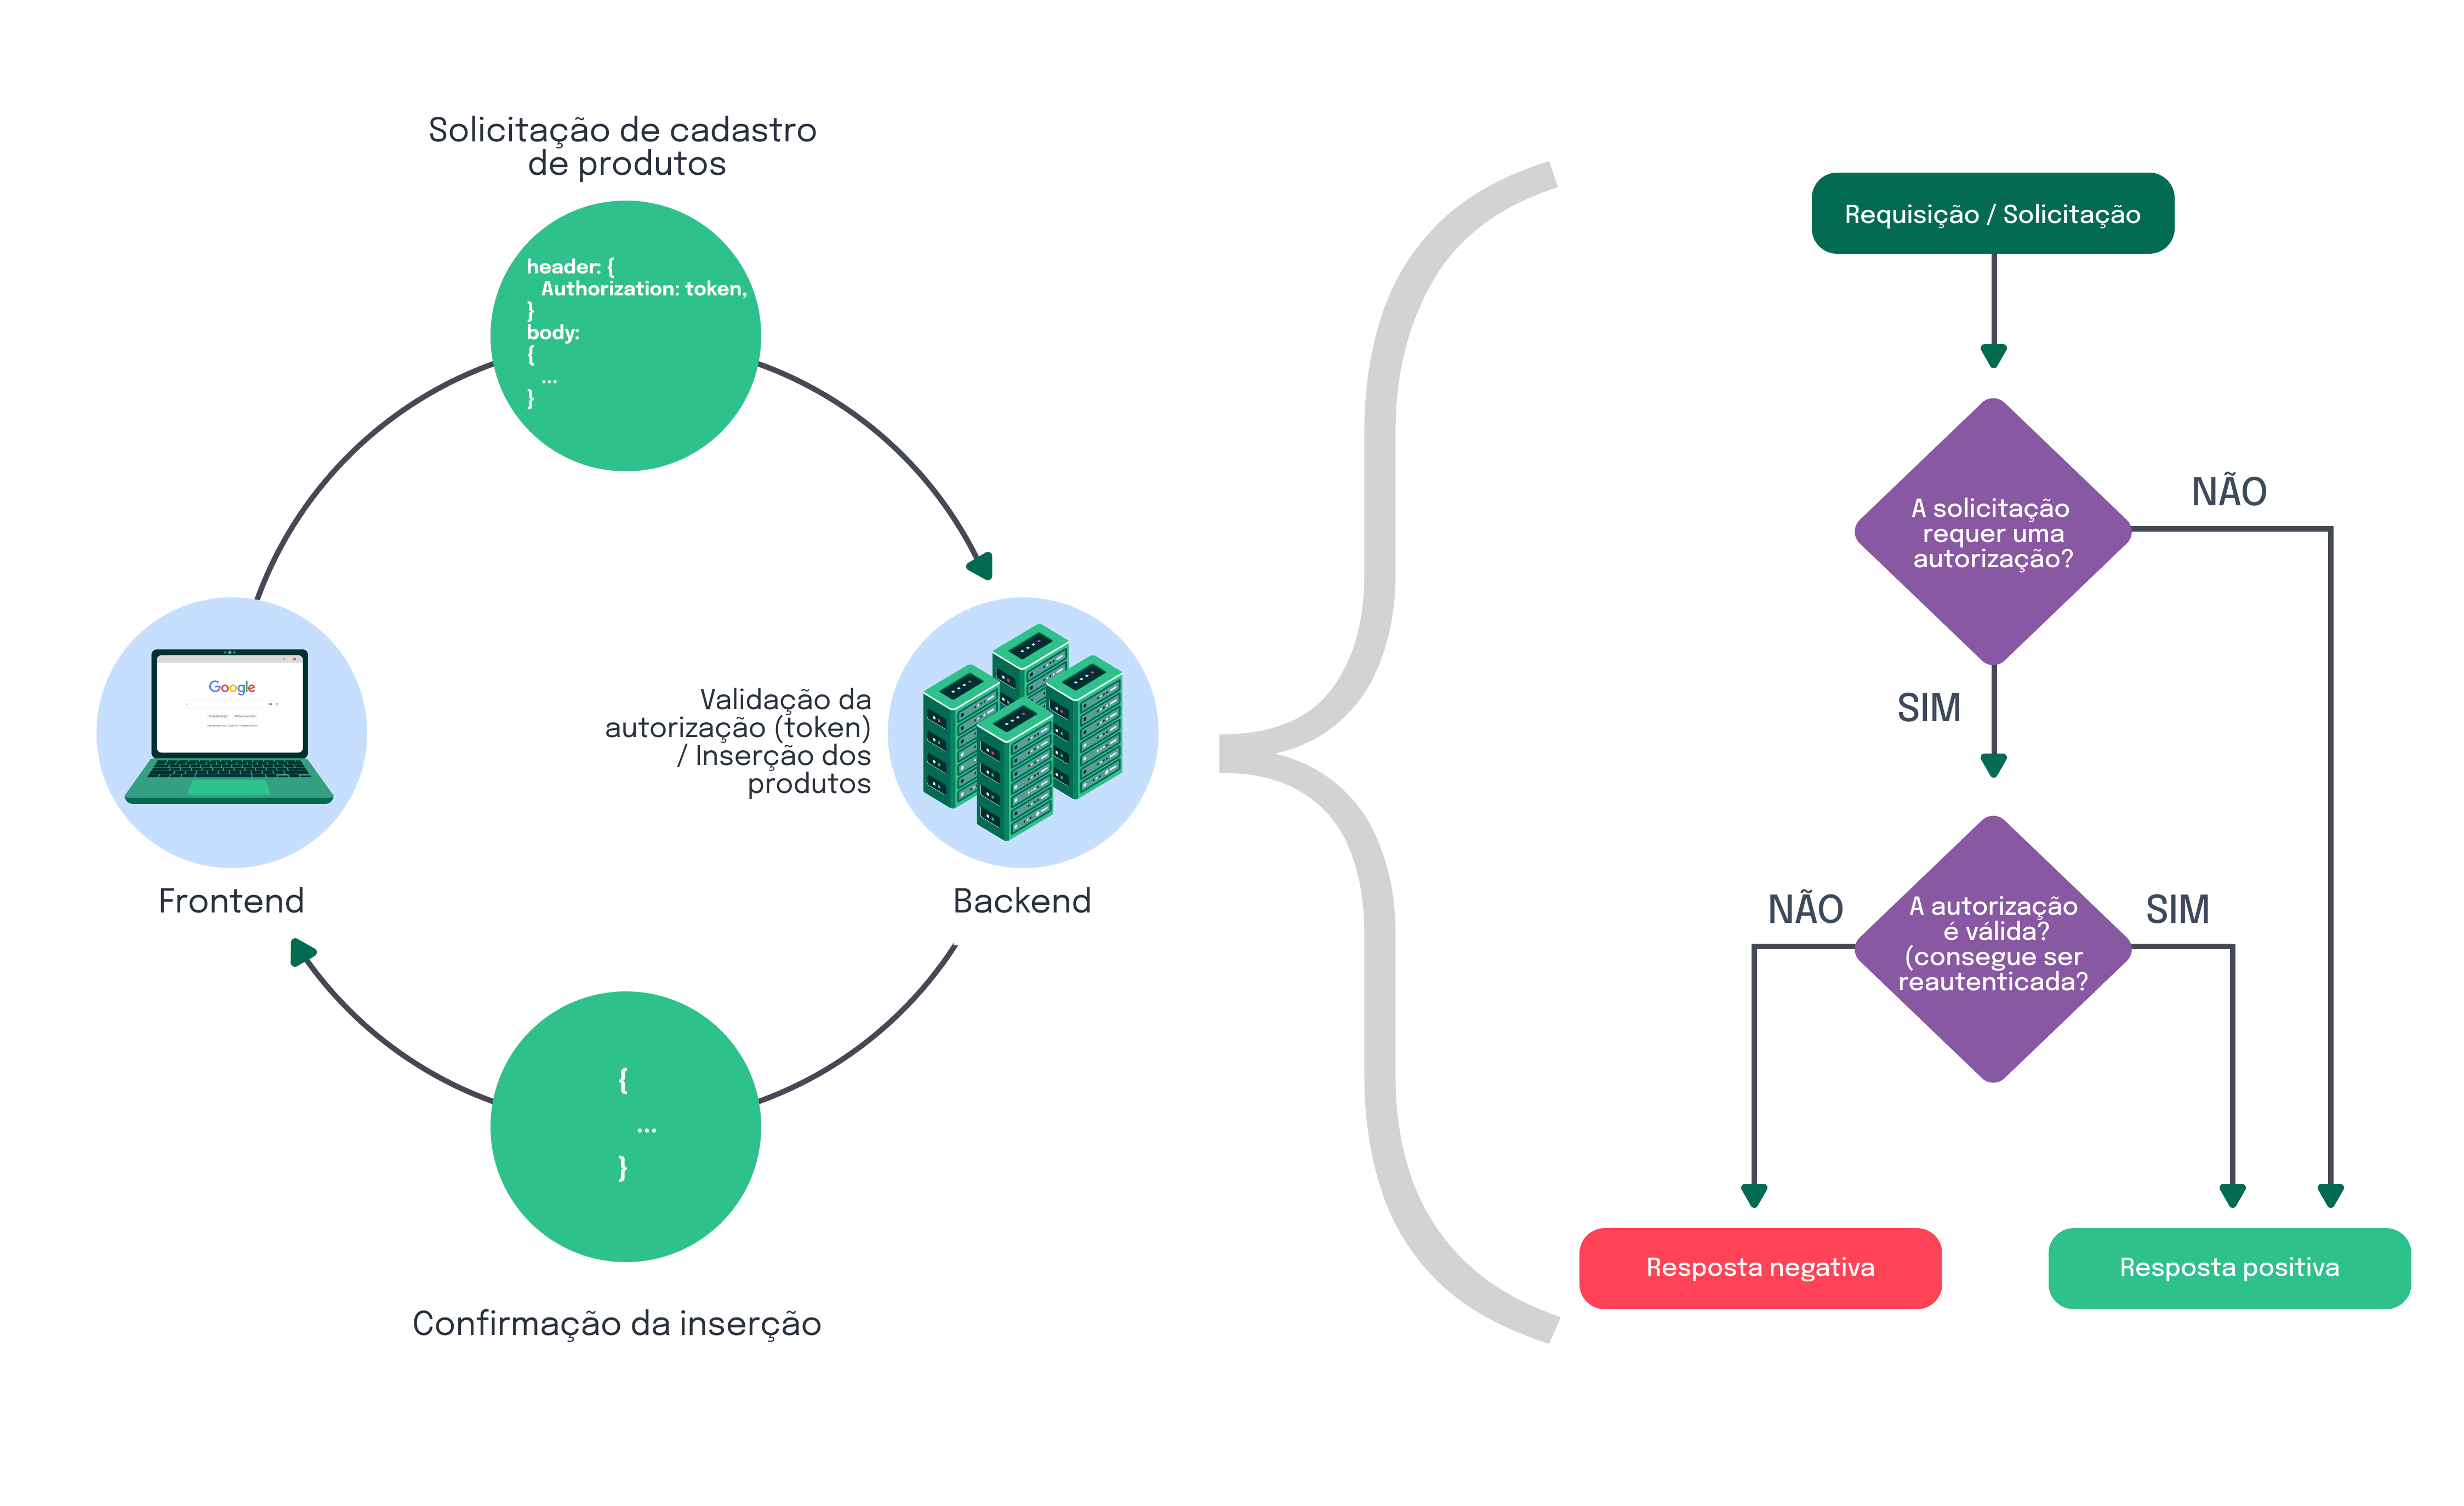 Solicitação de cadastro
de produtos
header: {
Authorization: token,
}
body:
{
...
}
Google
Frontend
Validação da
autorização (token)
/ Inserção dos
produtos
Backend
{
...
}
Confirmação da inserção
Requisição / Solicitação
A solicitação
requer uma
autorização?
NÃO
SIM
A autorização
é válida?
(consegue ser
reautenticada?
NÃO
SIM
Resposta negativa
Resposta positiva